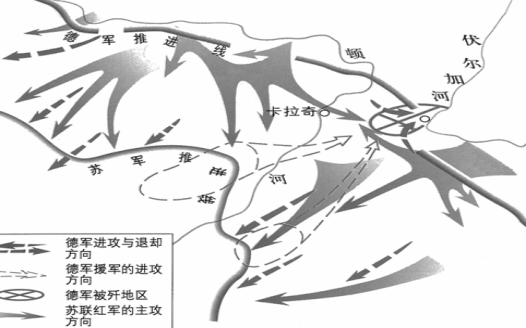 德军推进线
顿
河
伏尔加河
卡拉奇
苏军推进线
德军进攻与退却
方向
德军援军的进攻
方向
德军被歼地区
苏联红军的主攻
方向